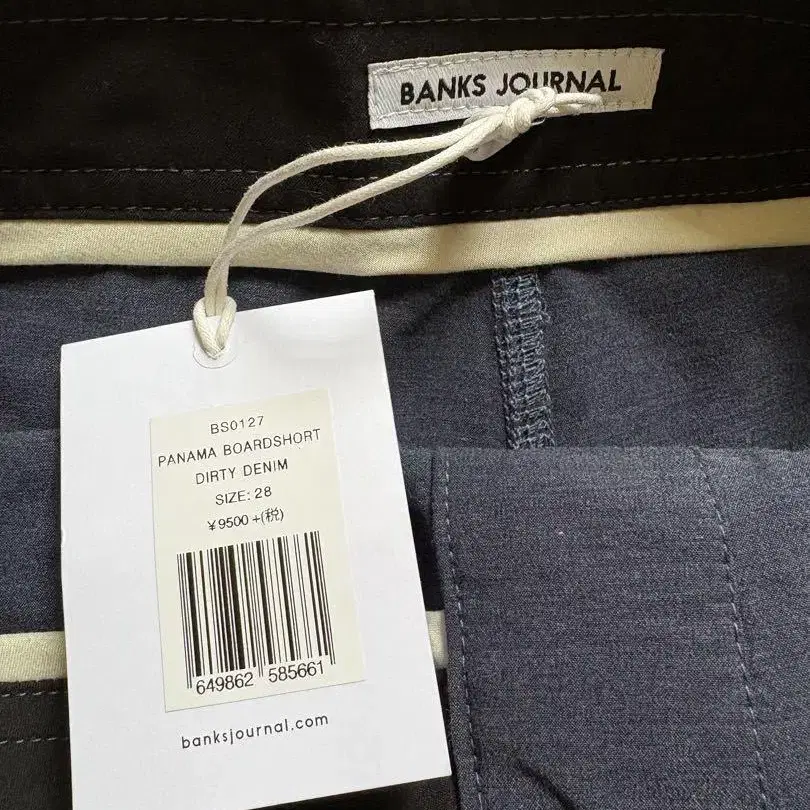 BANKS JOURNAL
BS0127
PANAMA BOARDSHORT
DIRTY DENIM
SIZE: 28
¥9500 +(税)
649862 585661
banksjournal.com